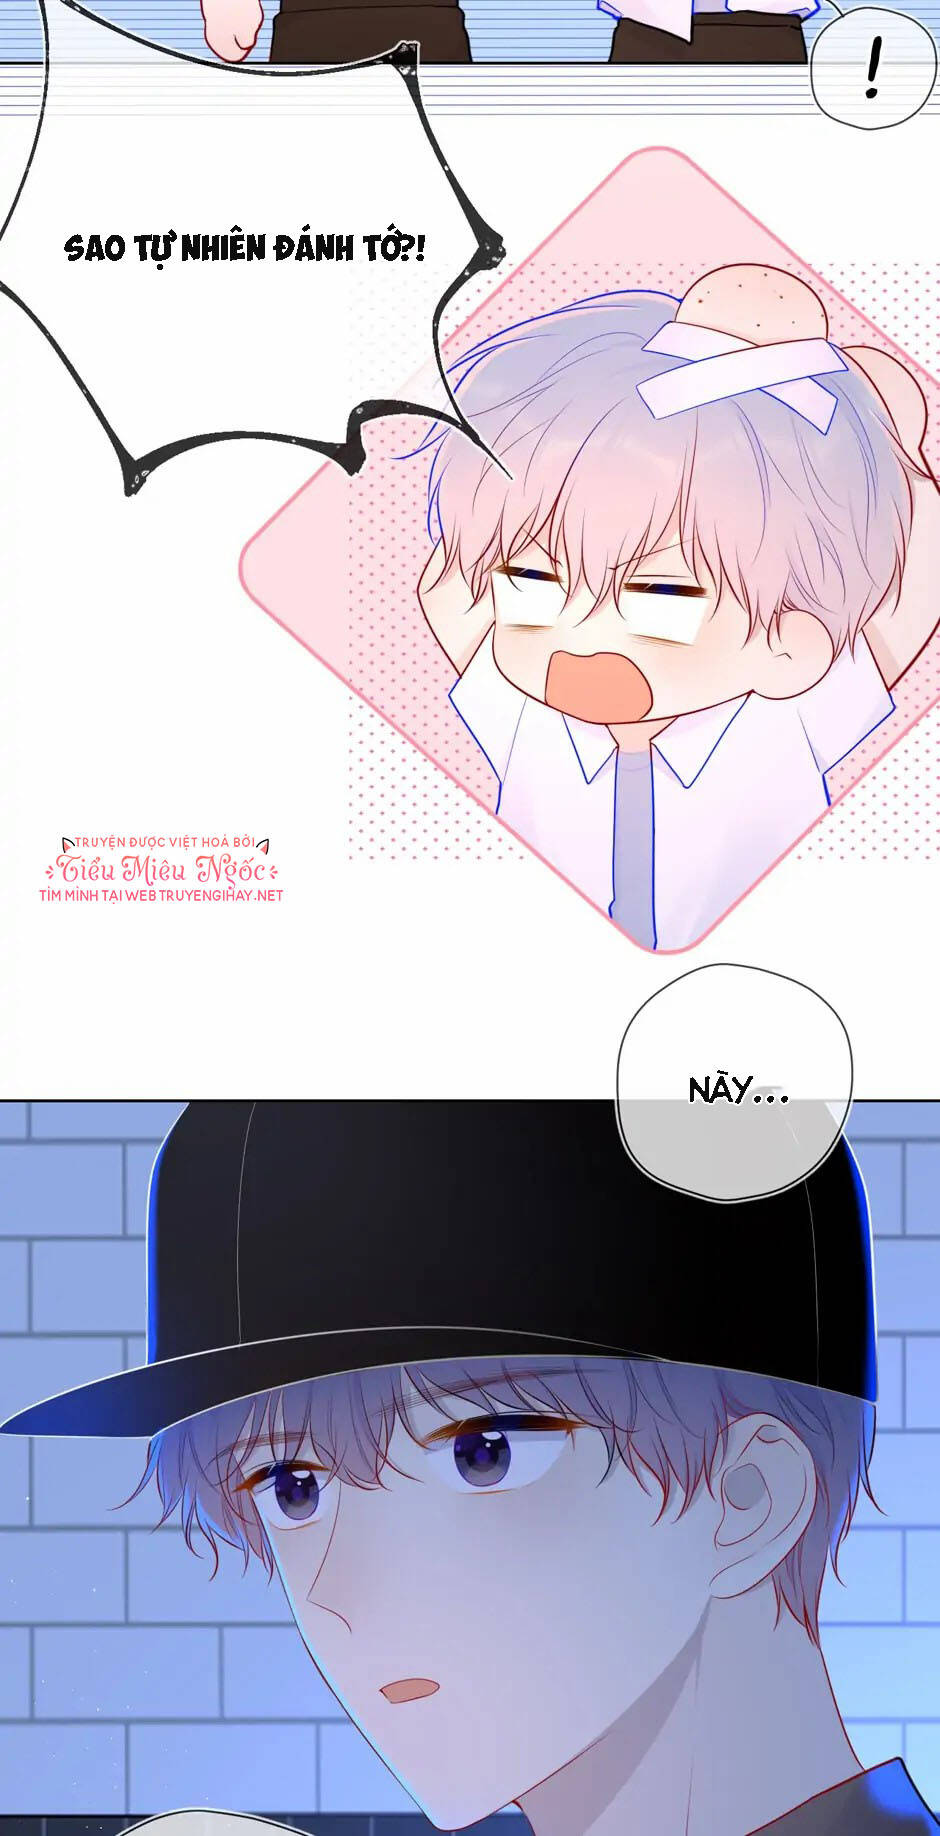 !
SAO TỰ NHIÊN ĐÁNH TỚ?!
TRUYỆN ĐƯỢC VIỆT HOÁ BỞI
Tiểu Miêu Ngốc
TÌM MÌNH TẠI WEB TRUYENGIHAY.NET
NÀY...